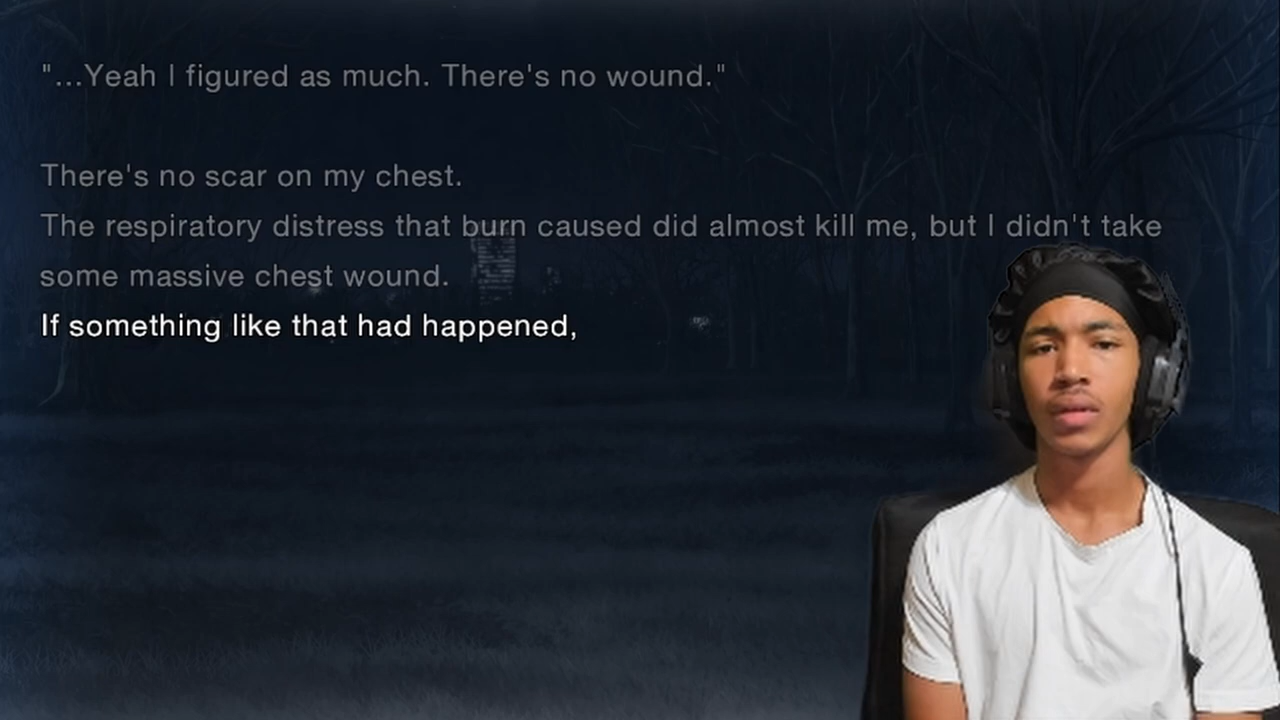 "...Yeah I figured as much. There's no wound."
There's no scar on my chest.
The respiratory distress that burn caused did almost kill me, but I didn't take
some massive chest wound.
If something like that had happened,